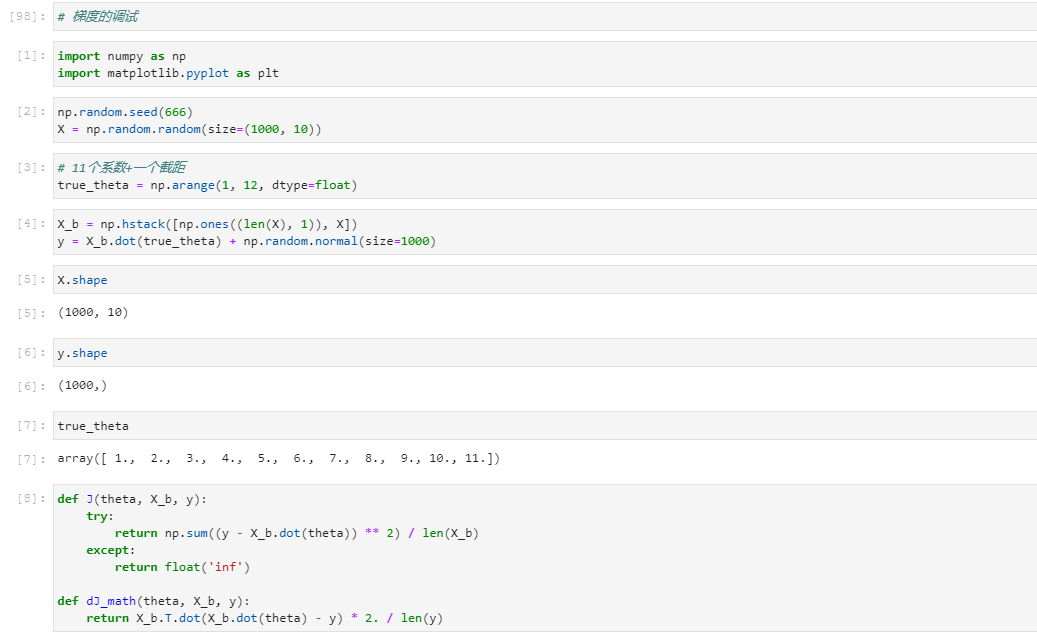 [98]: # 梯度的调试
[1]: import numpy as np
import matplotlib.pyplot as plt
[2]: np.random.seed(666)
X = np.random.random(size=(1000, 10))
[3]: # 11个系数+一个截距
true_theta = np.arange(1, 12, dtype=float)
[4]: X_b = np.hstack([np.ones((len(X), 1)), X])
y = X_b.dot(true_theta) + np.random.normal(size=1000)
[5]: X.shape
[5]: (1000, 10)
[6]: y.shape
[6]: (1000,)
[7]: true_theta
[7]: array([ 1.,  2.,  3.,  4.,  5.,  6.,  7.,  8.,  9., 10., 11.])
[8]: def J(theta, X_b, y):
    try:
        return np.sum((y - X_b.dot(theta)) ** 2) / len(X_b)
    except:
        return float('inf')
def dJ_math(theta, X_b, y):
    return X_b.T.dot(X_b.dot(theta) - y) * 2. / len(y)